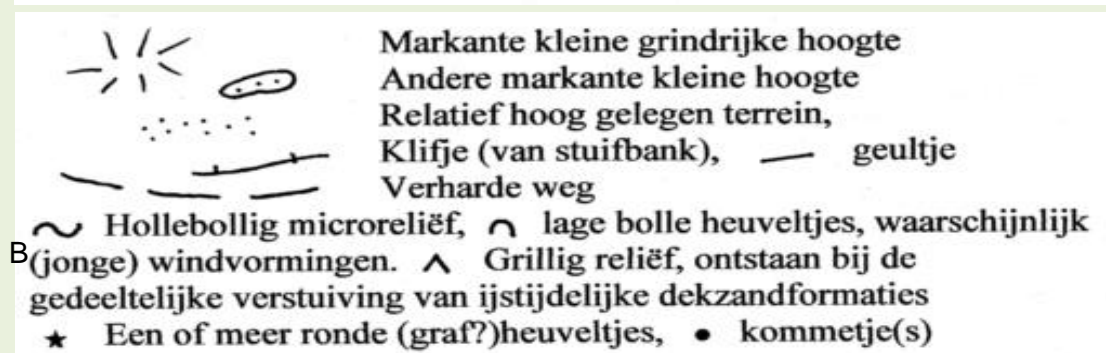 Markante kleine grindrijke hoogte
Andere markante kleine hoogte
Relatief hoog gelegen terrein,
Klifje (van stuifbank), geultje
Verharde weg
Hollebollig microreliëf, lage bolle heuveltjes, waarschijnlijk
B
(jonge) windvormingen. Grillig reliëf, ontstaan bij de
gedeeltelijke verstuiving van ijstijdelijke dekzandformaties
Een of meer ronde (graf?)heuveltjes, kommetje(s)